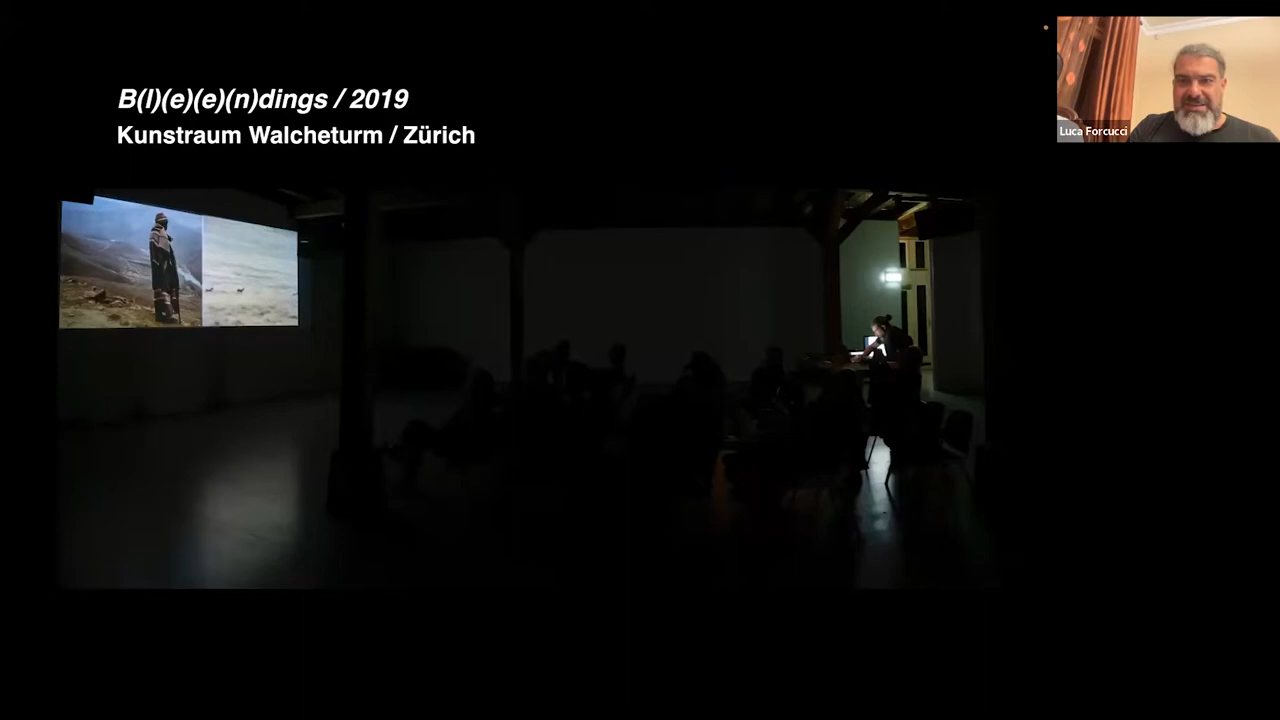 B(l)(e)(e)(n)dings / 2019
Kunstraum Walcheturm / Zürich
Luca Forcucci